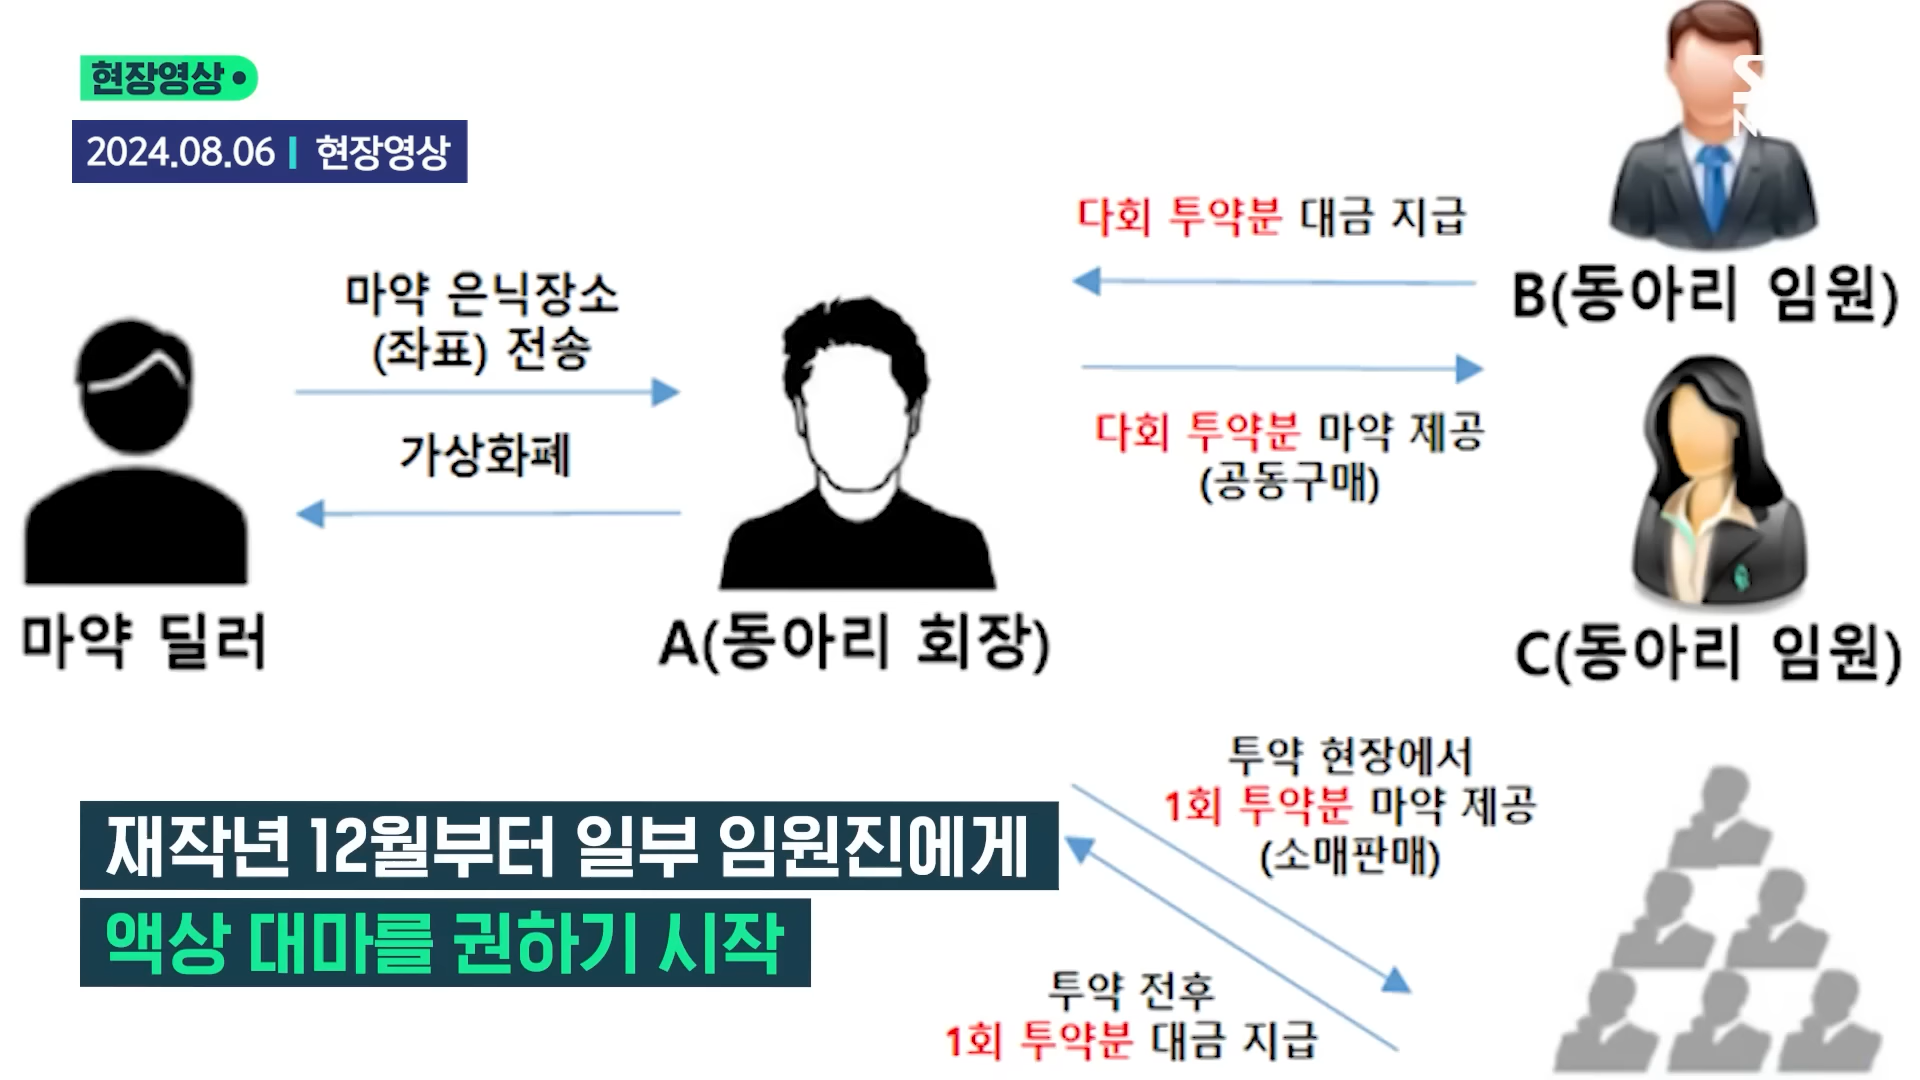 현장영상
2024.08.06 | 현장영상
마약 은닉장소
(좌표) 전송
가상화폐
마약 딜러
A(동아리 회장)
다회 투약분 대금 지급
다회 투약분 마약 제공
(공동구매)
B(동아리 임원)
C(동아리 임원)
투약 현장에서
1회 투약분 마약 제공
(소매판매)
투약 전후
1회 투약분 대금 지급
재작년 12월부터 일부 임원진에게
액상 대마를 권하기 시작